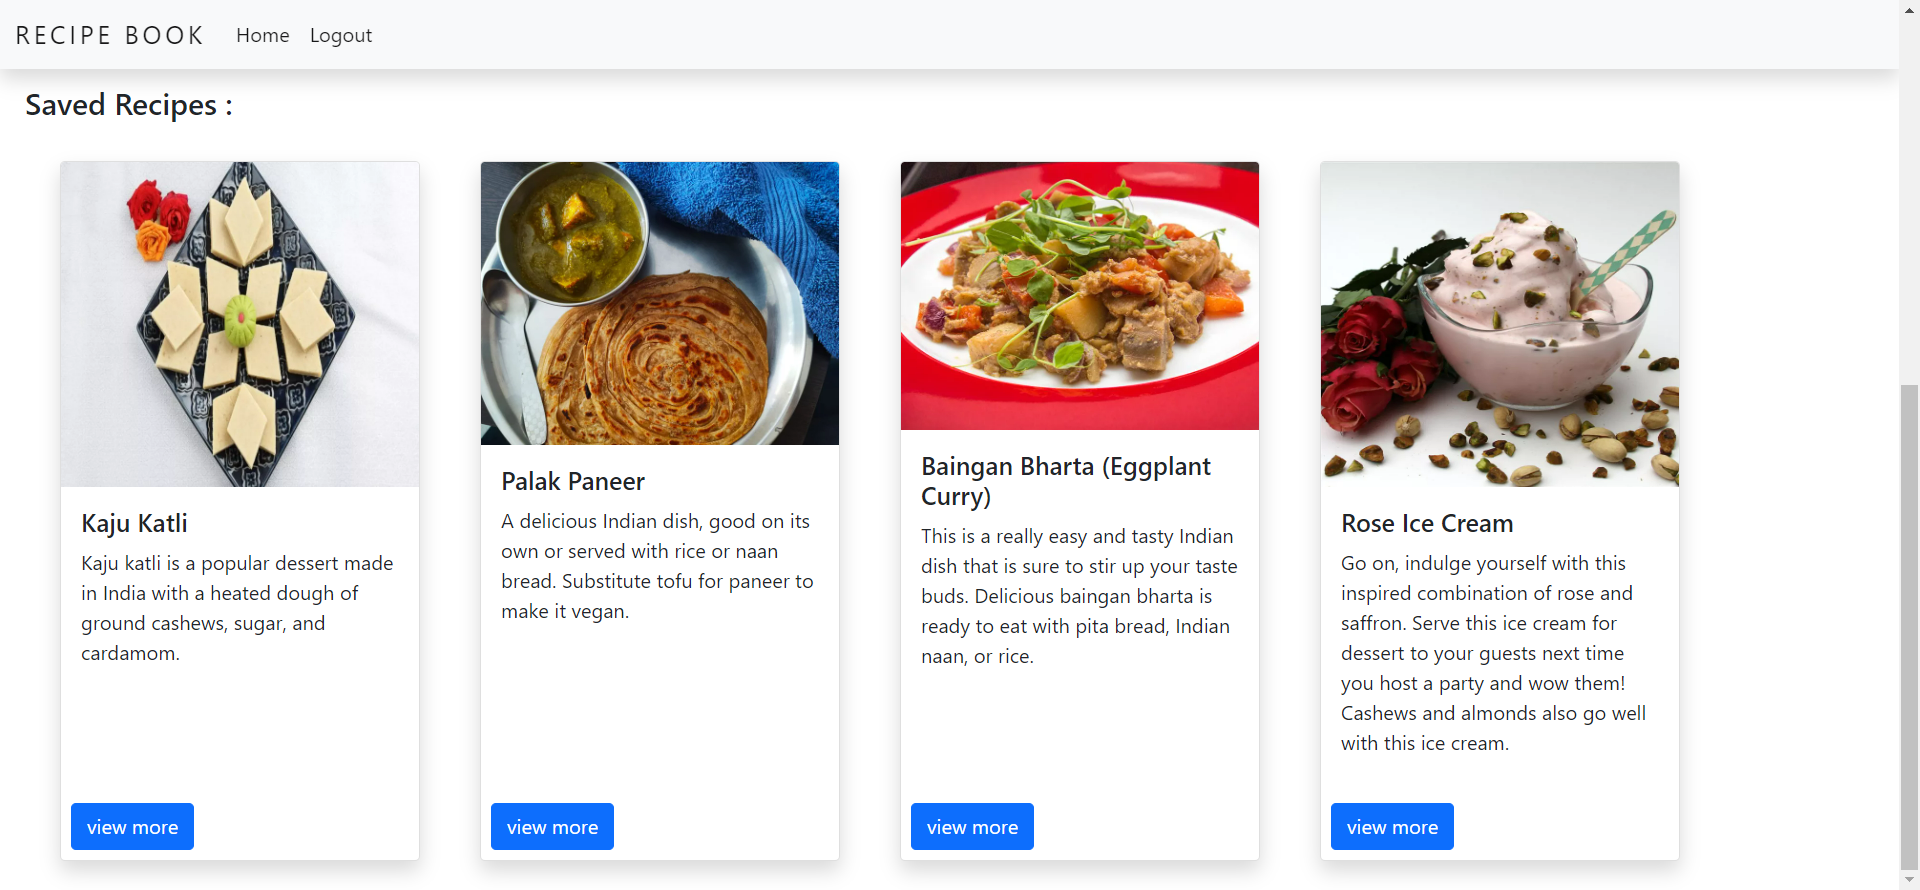 RECIPE BOOK Home Logout
Saved Recipes :
Kaju Katli
Kaju katli is a popular dessert made
in India with a heated dough of
ground cashews, sugar, and
cardamom.
view more
Palak Paneer
A delicious Indian dish, good on its
own or served with rice or naan
bread. Substitute tofu for paneer to
make it vegan.
view more
Baingan Bharta (Eggplant
Curry)
This is a really easy and tasty Indian
dish that is sure to stir up your taste
buds. Delicious baingan bharta is
ready to eat with pita bread, Indian
naan, or rice.
view more
Rose Ice Cream
Go on, indulge yourself with this
inspired combination of rose and
saffron. Serve this ice cream for
dessert to your guests next time
you host a party and wow them!
Cashews and almonds also go well
with this ice cream.
view more